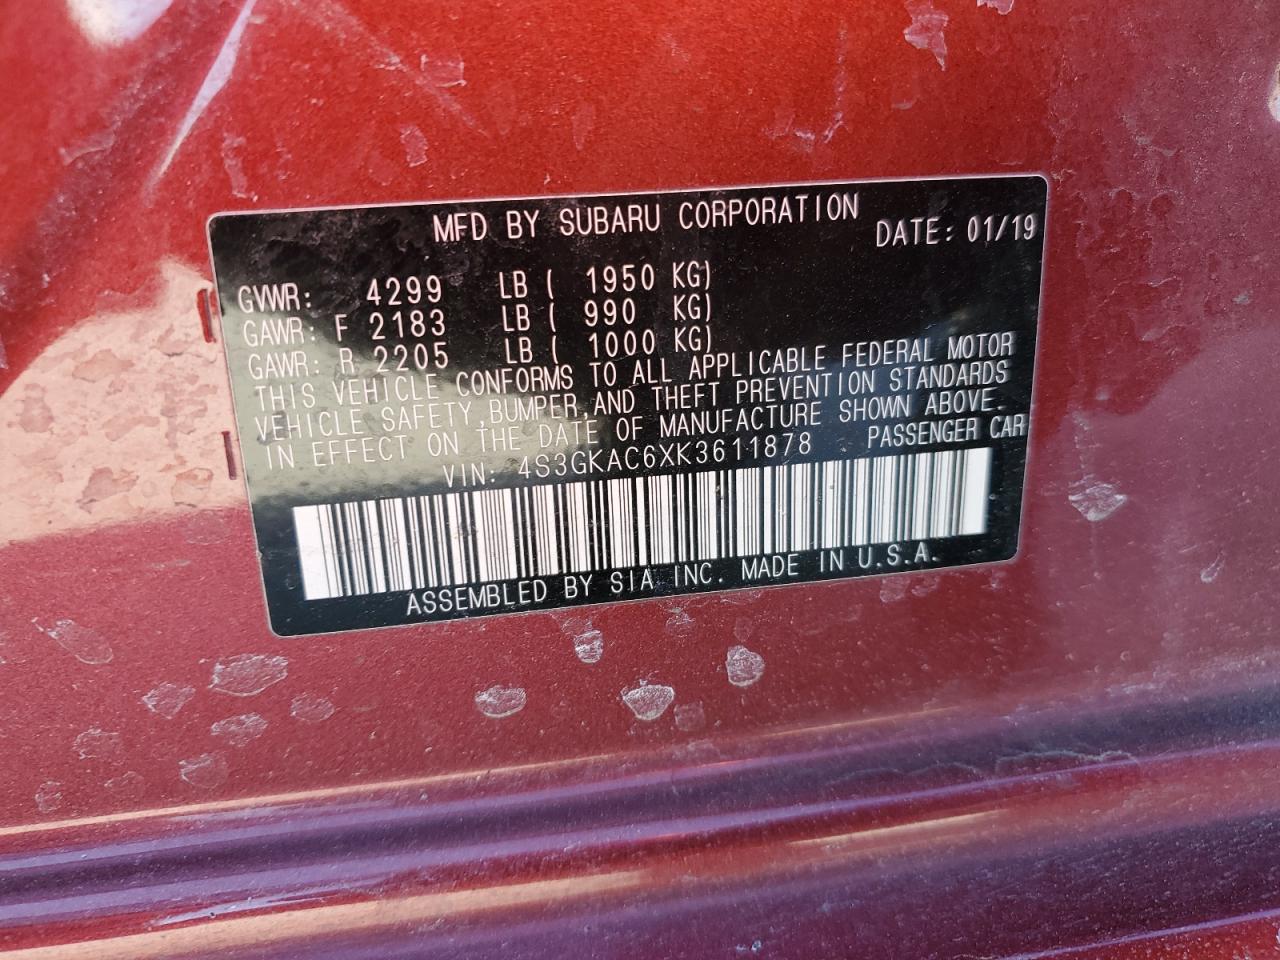 MFD BY SUBARU CORPORATION DATE: 01/19
GVWR: 4299 LB ( 1950 KG)
GAWR: F 2183 LB ( 990 KG)
GAWR: R 2205 LB ( 1000 KG)
THIS VEHICLE CONFORMS TO ALL APPLICABLE FEDERAL MOTOR
VEHICLE SAFETY, BUMPER, AND THEFT PREVENTION STANDARDS
IN EFFECT ON THE DATE OF MANUFACTURE SHOWN ABOVE.
VIN: 4S3GKAC6XK3611878 PASSENGER CAR
ASSEMBLED BY SIA INC. MADE IN U.S.A.